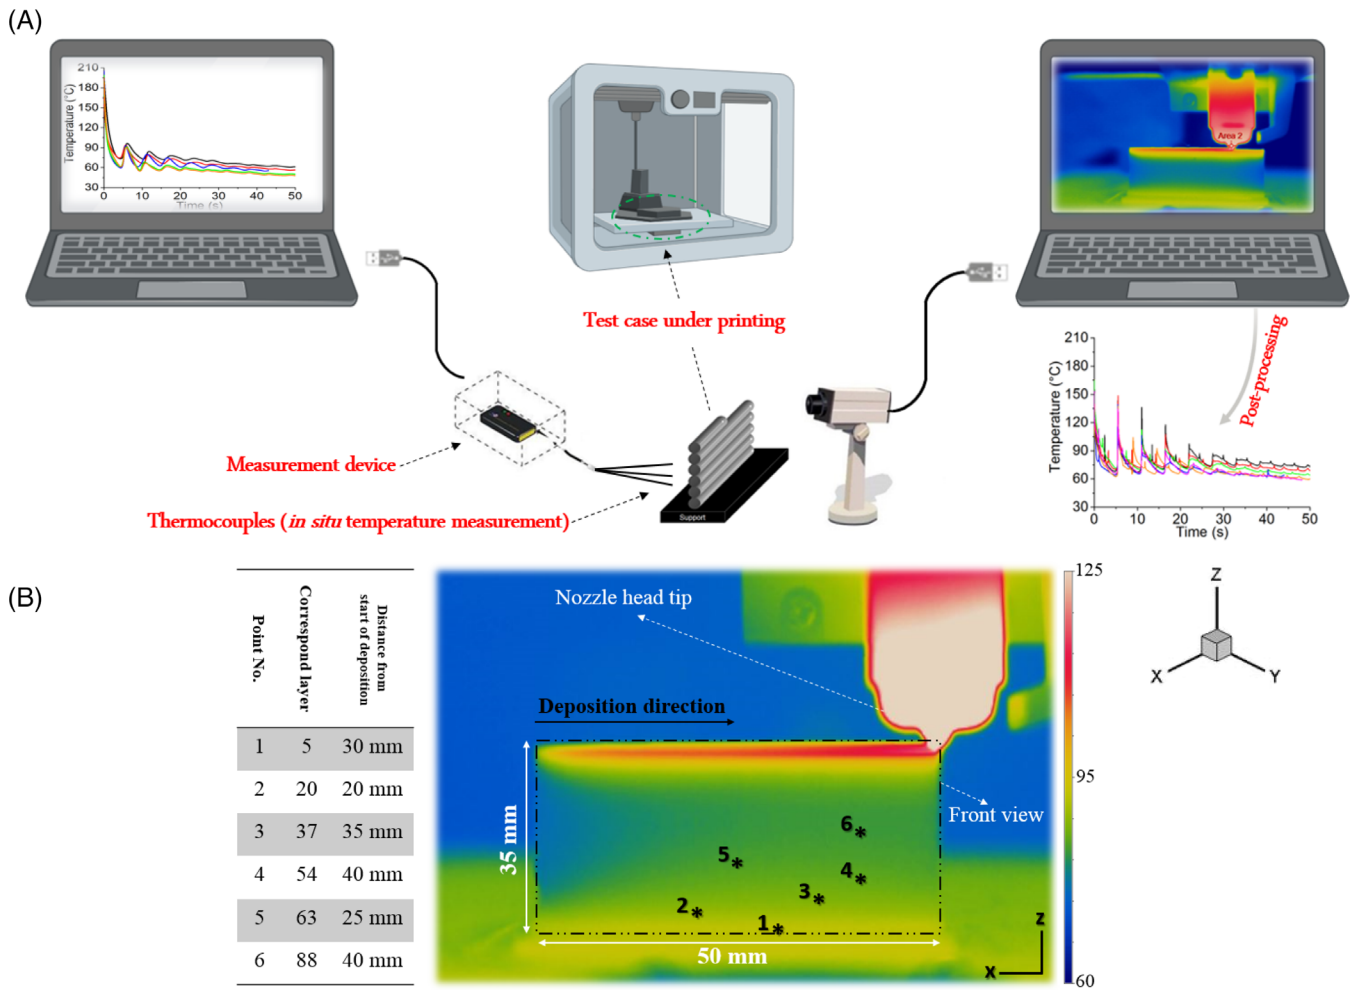 (A)
210
180
150
120
90
60
30
Temperature (°C)
0 10 20 30 40 50
Time (s)
Area 2
Test case under printing
Measurement device
Thermocouples (in situ temperature measurement)
Support
Post-processing
210
180
150
120
90
60
30
Temperature (°C)
0 10 20 30 40 50
Time (s)
(B)
Point No. Correspond layer Distance from
start of deposition
1 5 30 mm
2 20 20 mm
3 37 35 mm
4 54 40 mm
5 63 25 mm
6 88 40 mm
Nozzle head tip
Deposition direction
Front view
35 mm
50 mm
6*
5*
4*
3*
2*
1*
Z
X
125
95
60
Z
X
Y